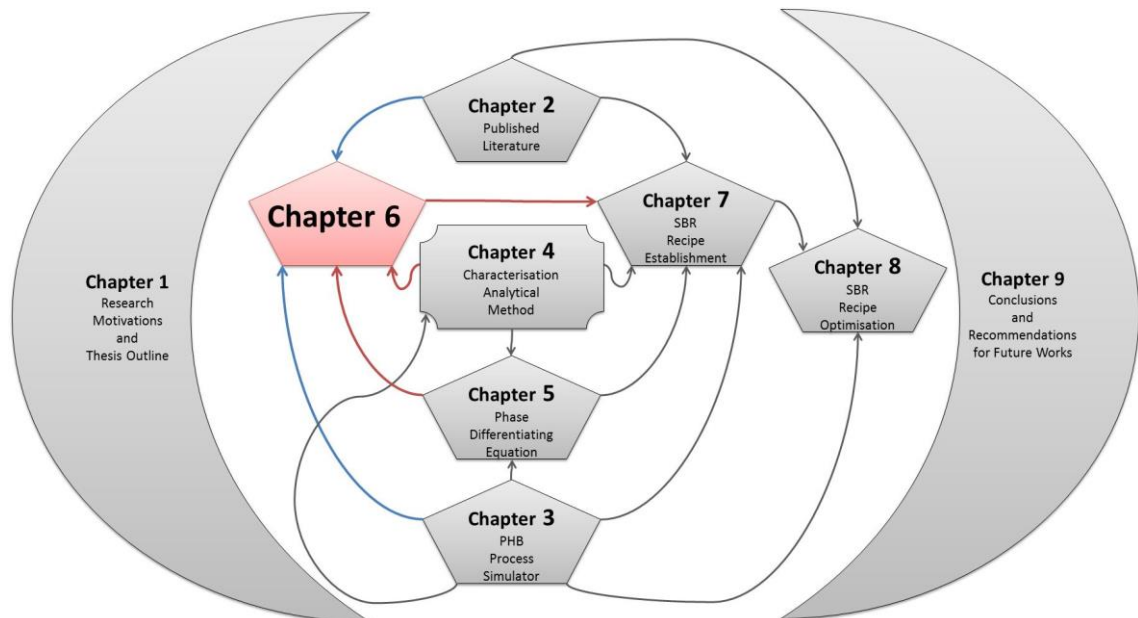 Chapter 2
Published
Literature
Chapter 6
Chapter 7
SBR
Recipe
Establishment
Chapter 4
Characterisation
Analytical
Method
Chapter 8
SBR
Recipe
Optimisation
Chapter 1
Research
Motivations
and
Thesis Outline
Chapter 9
Conclusions
and
Recommendations
for Future Works
Chapter 5
Phase
Differentiating
Equation
Chapter 3
PHB
Process
Simulator